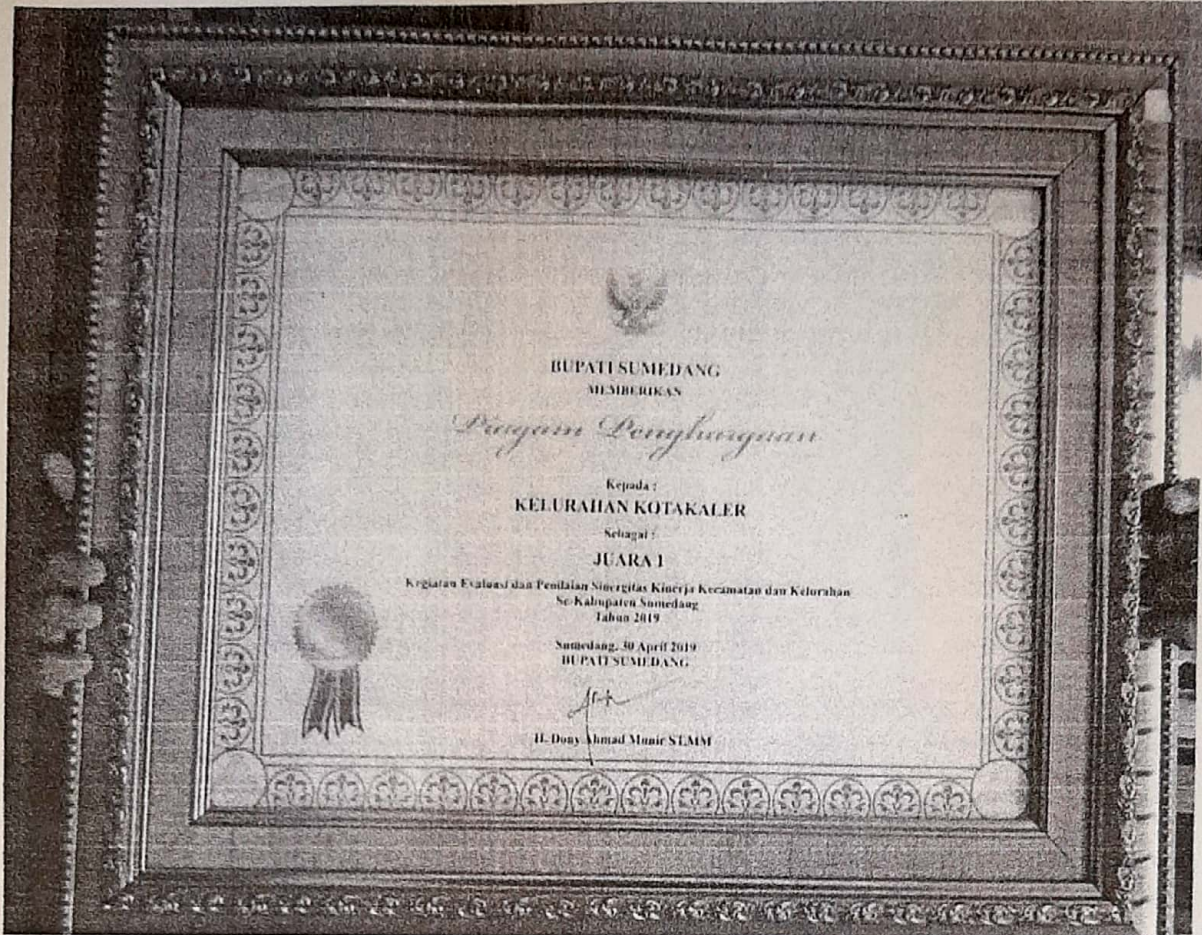 BUPATI SUMEDANG
MEMBERIKAN
Piagam Penghargaan
Kepada :
KELURAHAN KOTAKALER
Sebagai :
JUARA 1
Kegiatan Evaluasi dan Penilaian Sinergitas Kinerja Kecamatan dan Kelurahan
Se-Kabupaten Sumedang
Tahun 2019
Sumedang, 30 April 2019
BUPATI SUMEDANG
H. Dony Ahmad Munir ST,MM